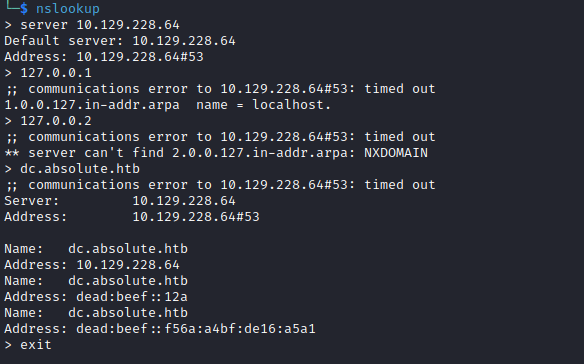 └─$ nslookup
> server 10.129.228.64
Default server: 10.129.228.64
Address: 10.129.228.64#53
> 127.0.0.1
;; communications error to 10.129.228.64#53: timed out
1.0.0.127.in-addr.arpa  name = localhost.
> 127.0.0.2
;; communications error to 10.129.228.64#53: timed out
** server can't find 2.0.0.127.in-addr.arpa: NXDOMAIN
> dc.absolute.htb
;; communications error to 10.129.228.64#53: timed out
Server:         10.129.228.64
Address:        10.129.228.64#53

Name:   dc.absolute.htb
Address: 10.129.228.64
Name:   dc.absolute.htb
Address: dead:beef::12a
Name:   dc.absolute.htb
Address: dead:beef::f56a:a4bf:de16:a5a1
> exit